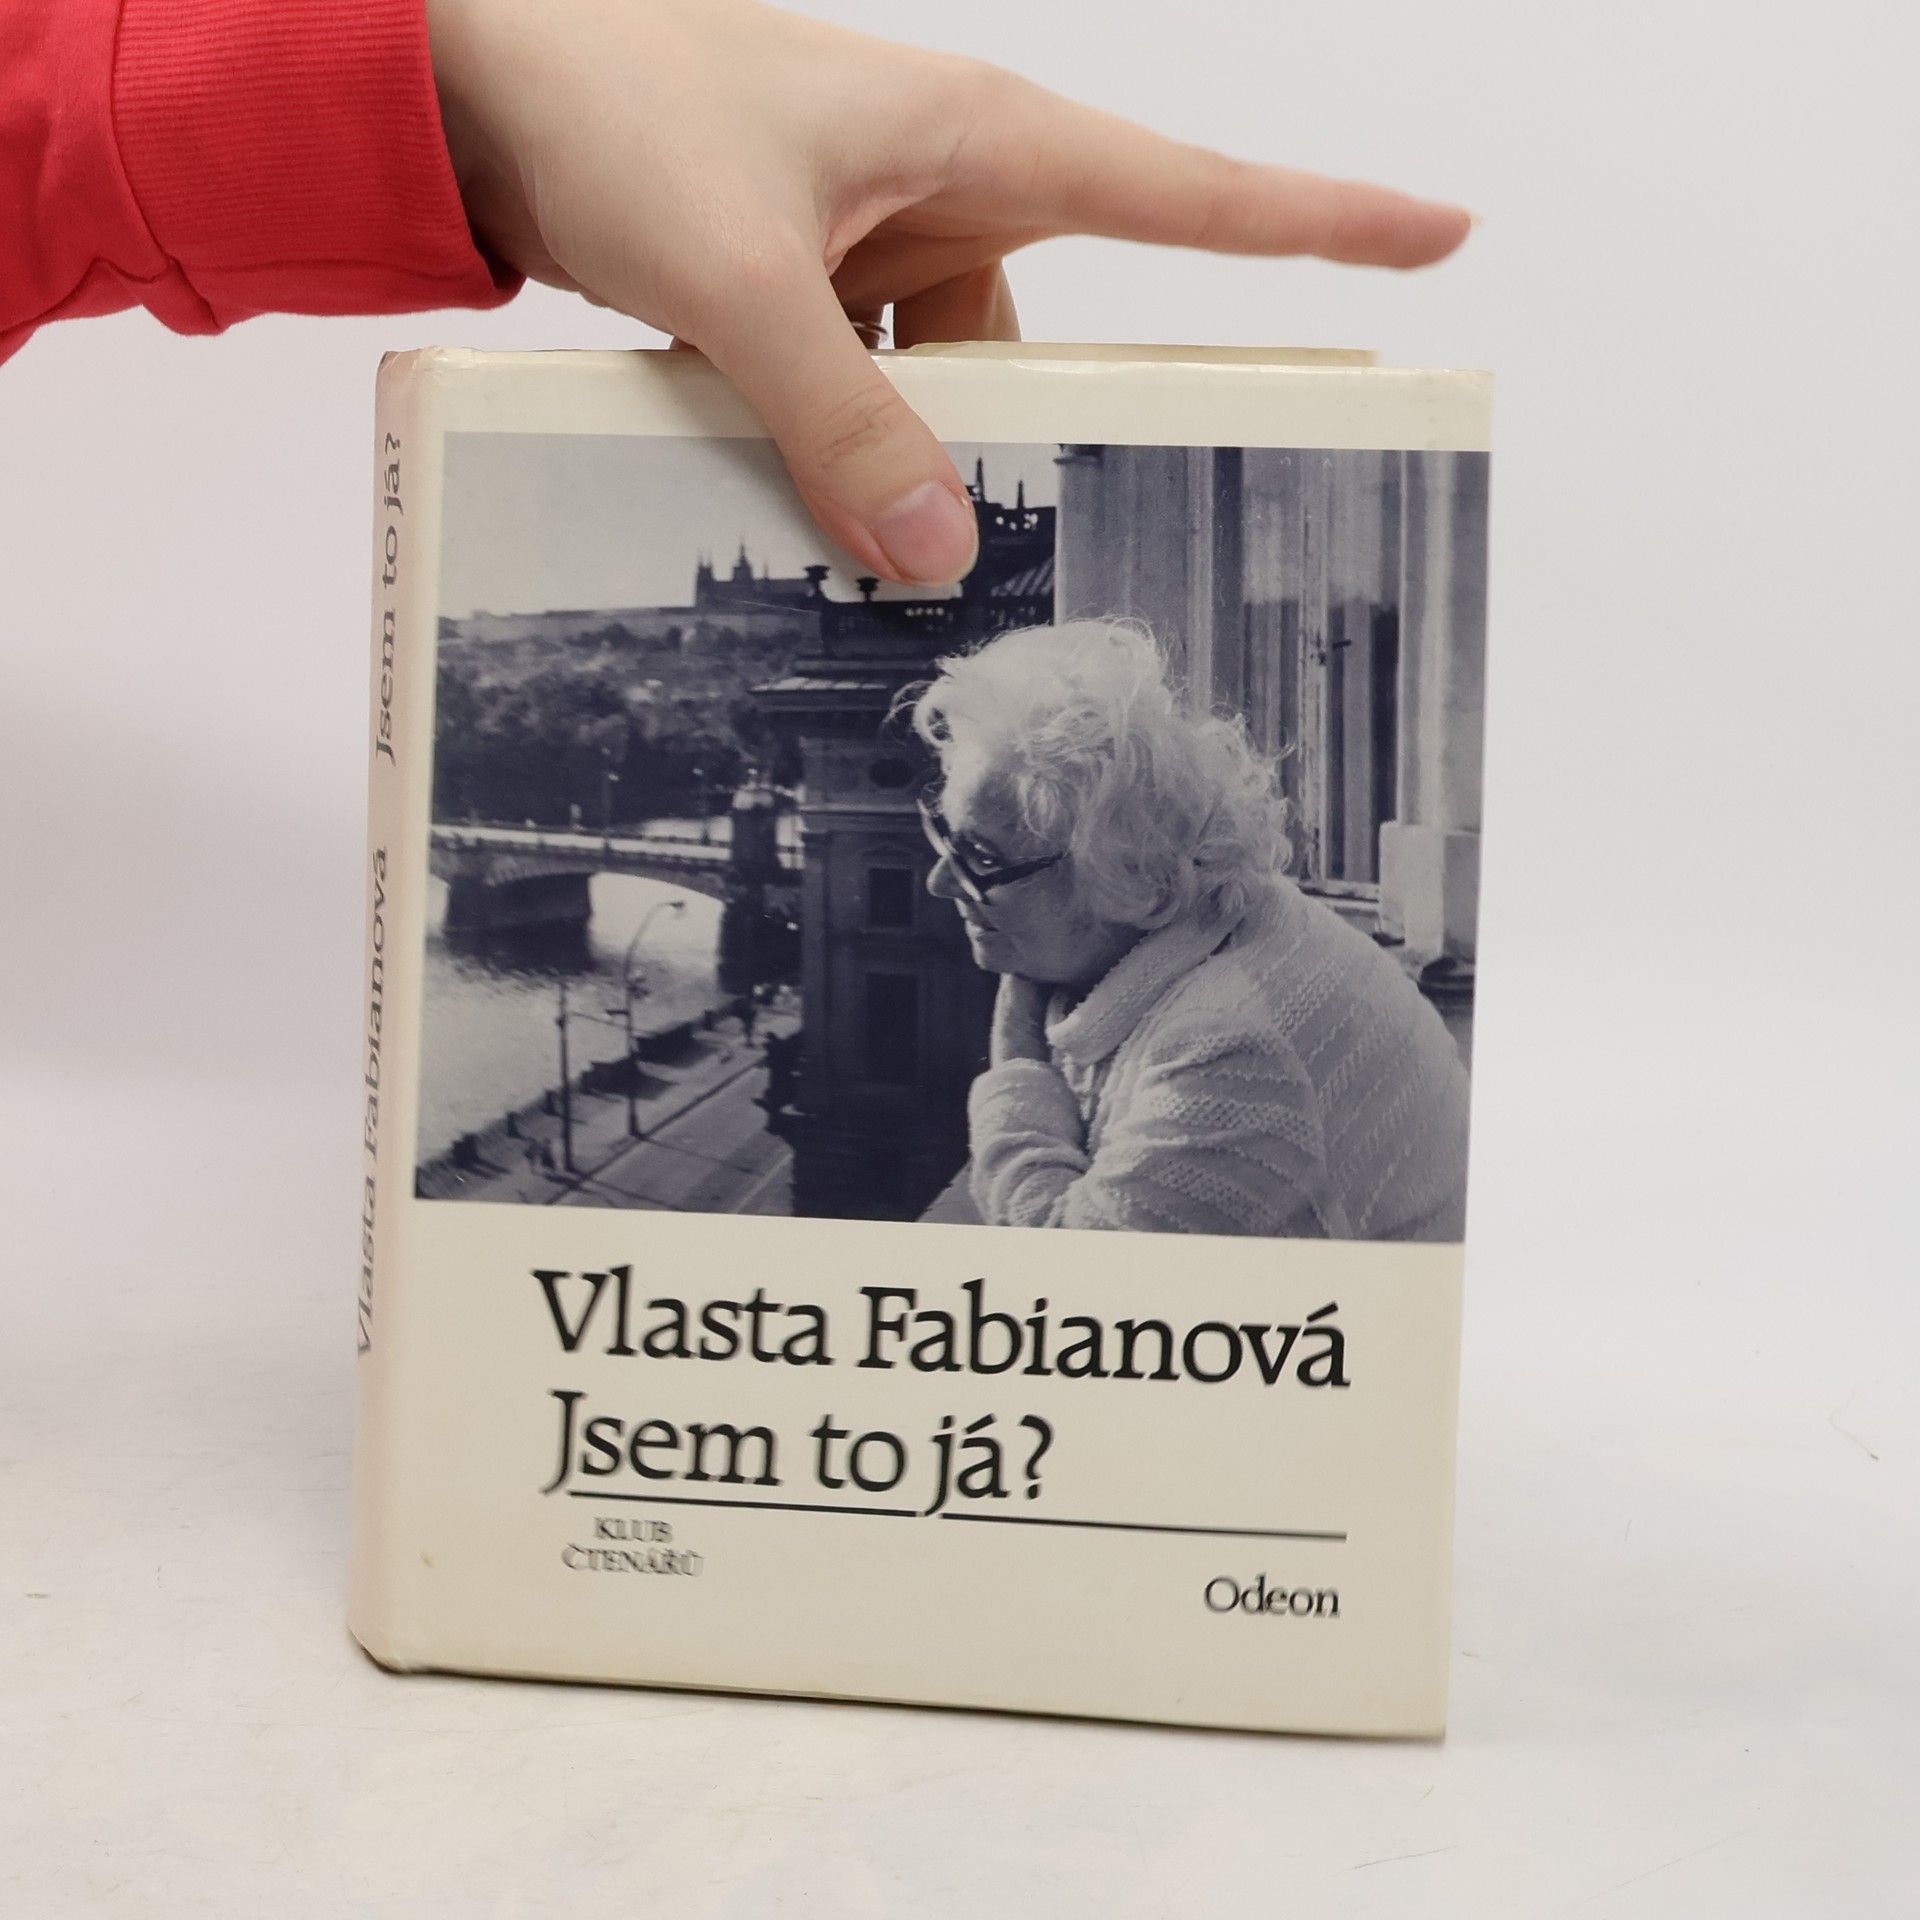 Vlasta Fabianová Jsem to já?
Vlasta Fabianová
Jsem to já?
KLUB
ČTENÁŘŮ
Odeon